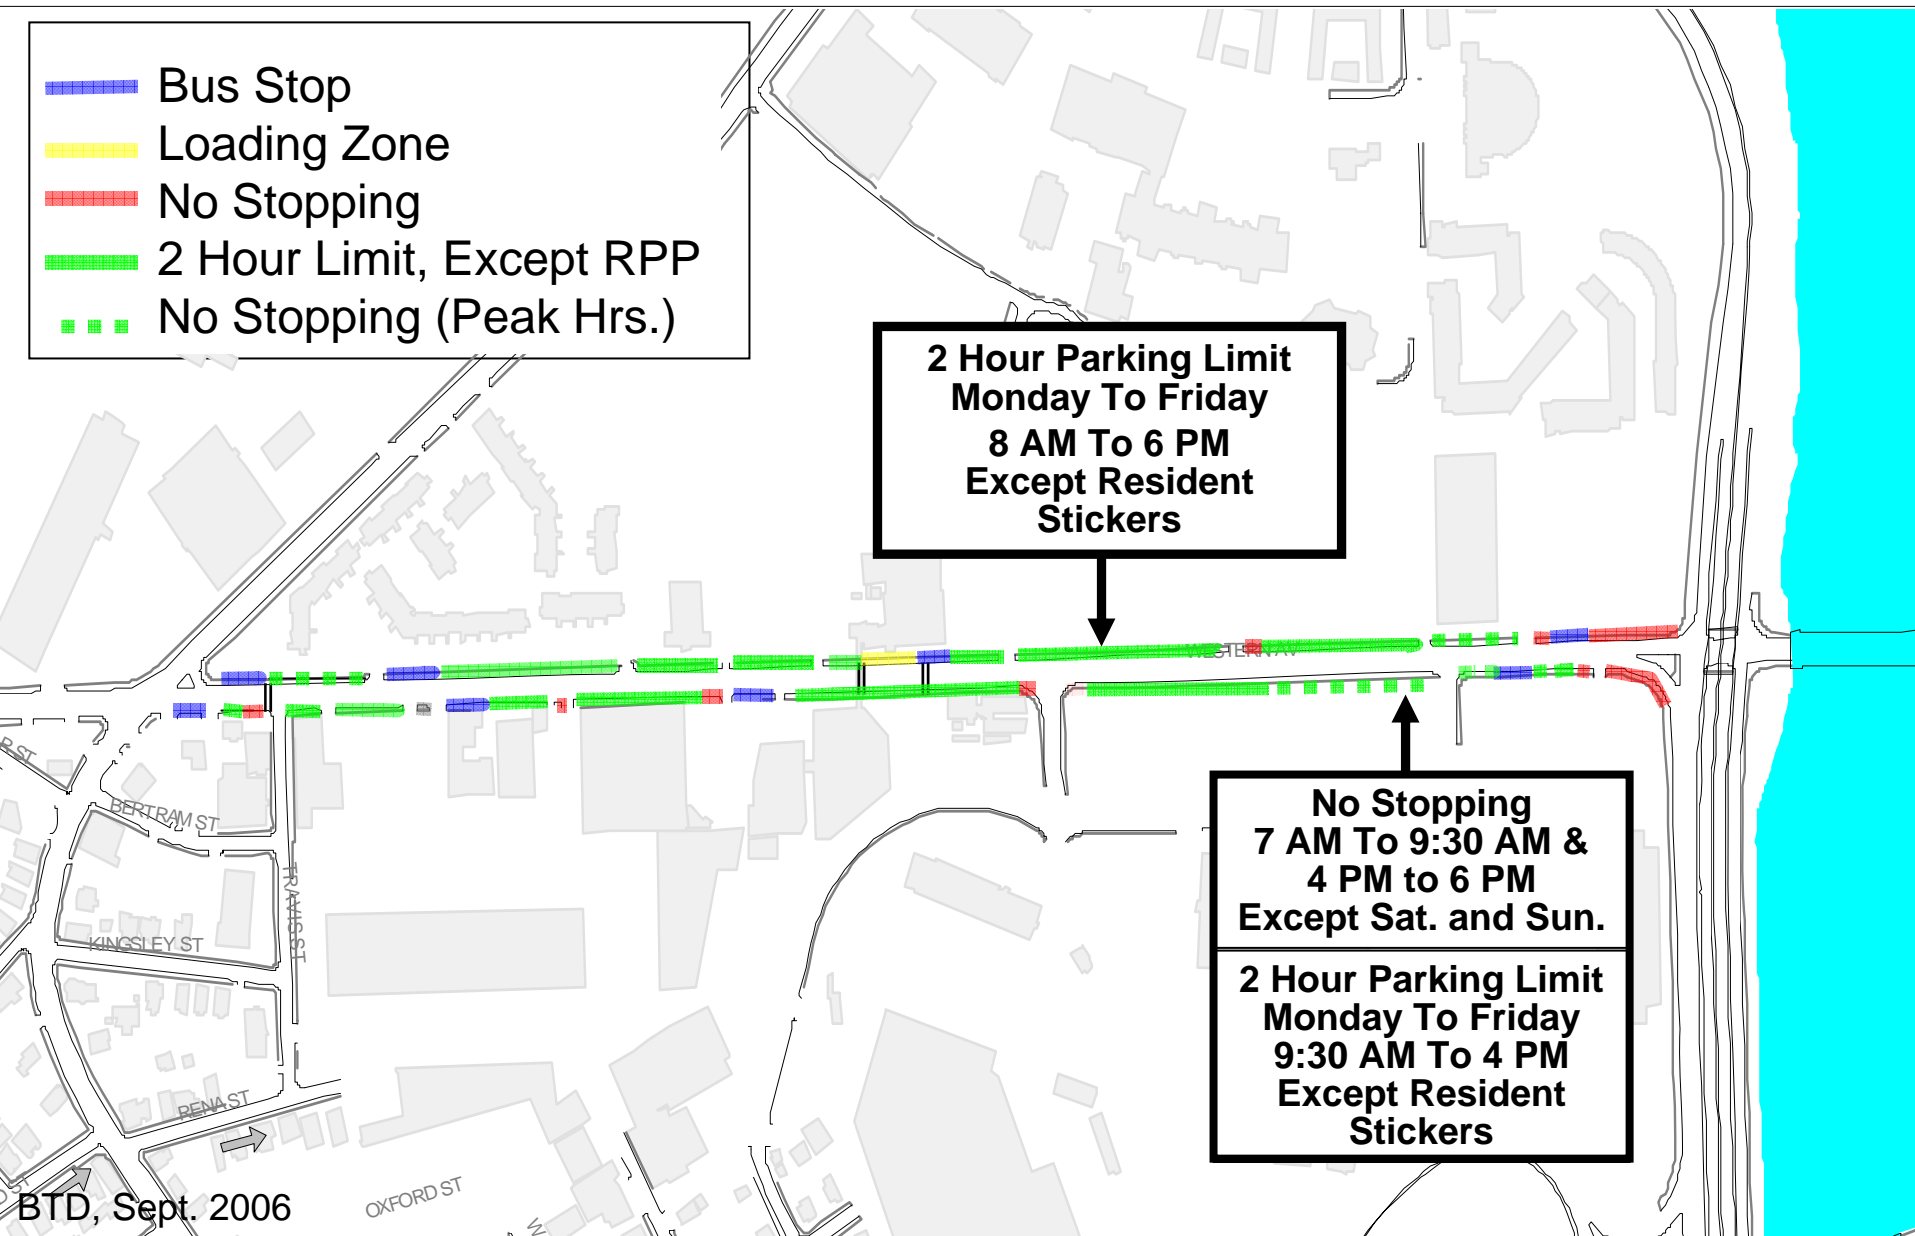 Bus Stop
Loading Zone
No Stopping
2 Hour Limit, Except RPP
No Stopping (Peak Hrs.)
2 Hour Parking Limit
Monday To Friday
8 AM To 6 PM
Except Resident
Stickers
WESTERN AV
No Stopping
7 AM To 9:30 AM &
4 PM to 6 PM
Except Sat. and Sun.
2 Hour Parking Limit
Monday To Friday
9:30 AM To 4 PM
Except Resident
Stickers
BERTRAM ST
TRAVIS ST
KINGSLEY ST
RENA ST
OXFORD ST
BTD, Sept. 2006